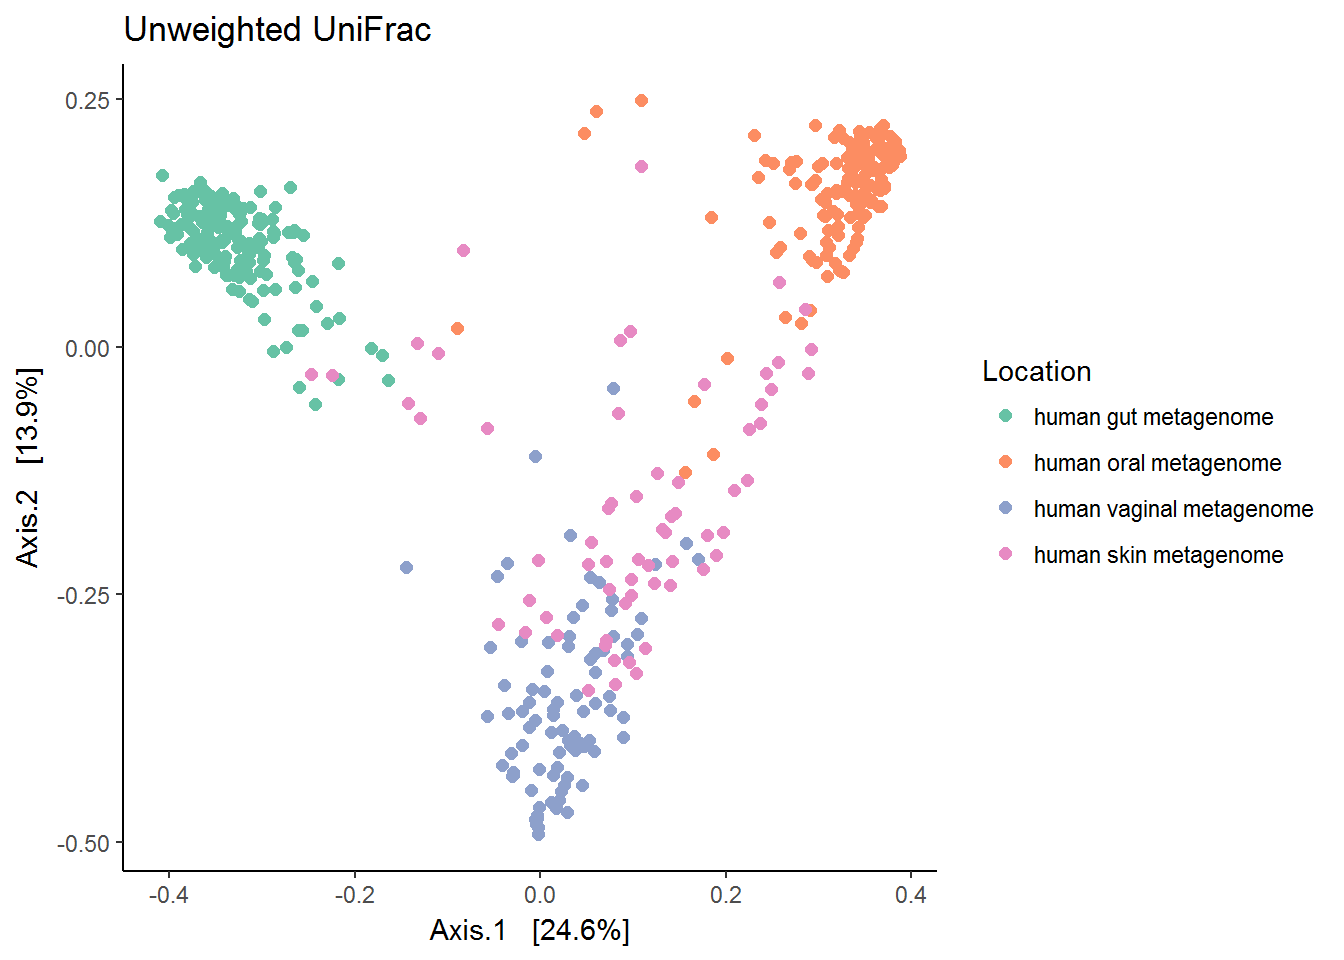 Unweighted UniFrac
0.25
0.00
-0.25
-0.50
Axis.2 [13.9%]
-0.4 -0.2 0.0 0.2 0.4
Axis.1 [24.6%]
Location
human gut metagenome
human oral metagenome
human vaginal metagenome
human skin metagenome